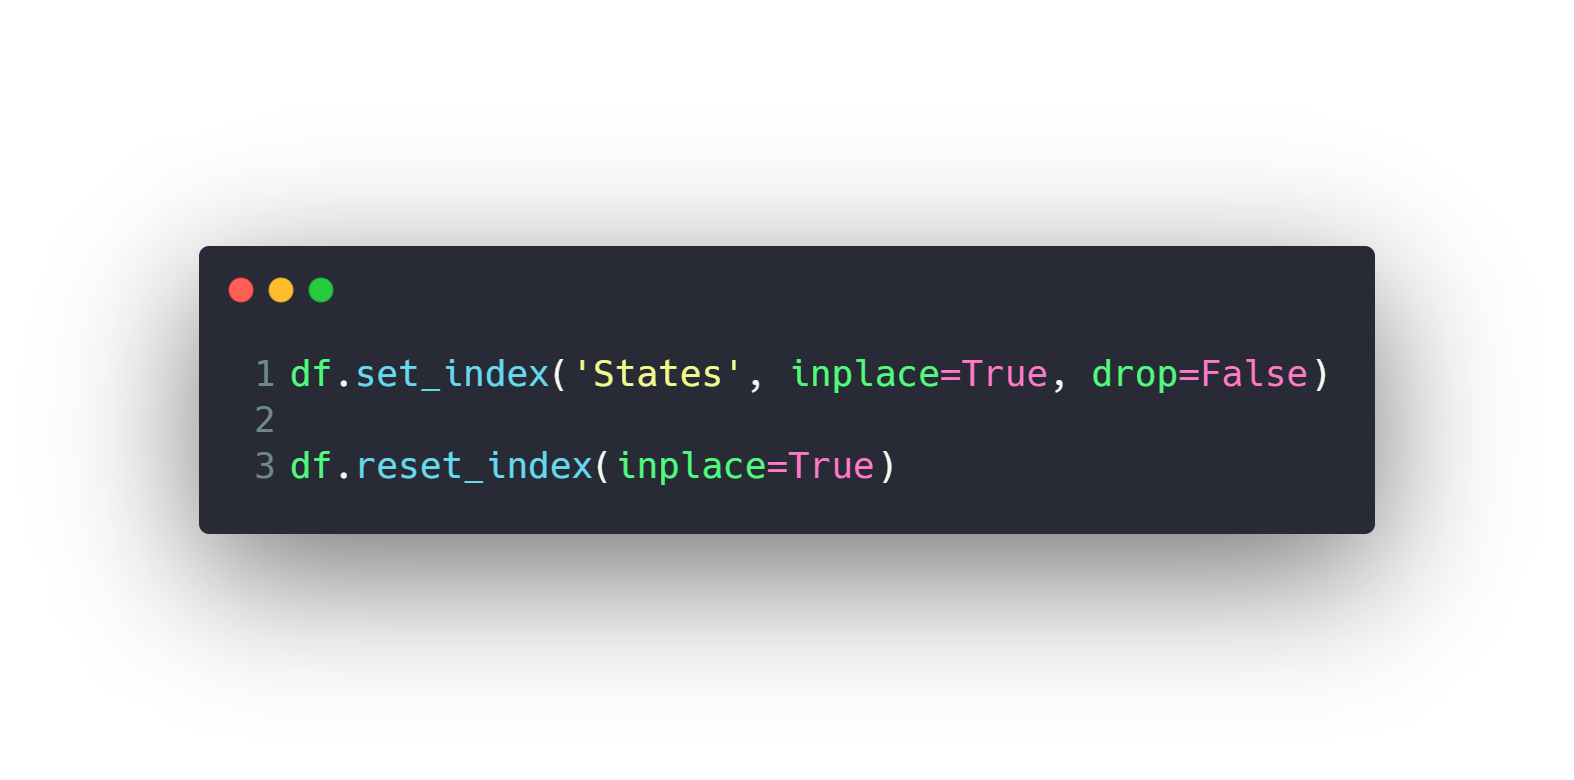 1 df.set_index('States', inplace=True, drop=False)
2
3 df.reset_index(inplace=True)